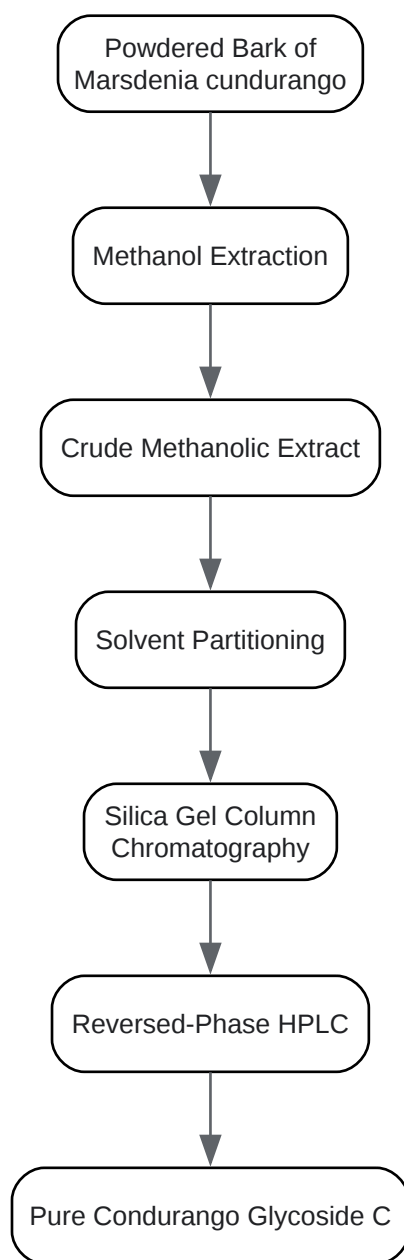 Powdered Bark of
Marsdenia cundurango
Methanol Extraction
Crude Methanolic Extract
Solvent Partitioning
Silica Gel Column
Chromatography
Reversed-Phase HPLC
Pure Condurango Glycoside C